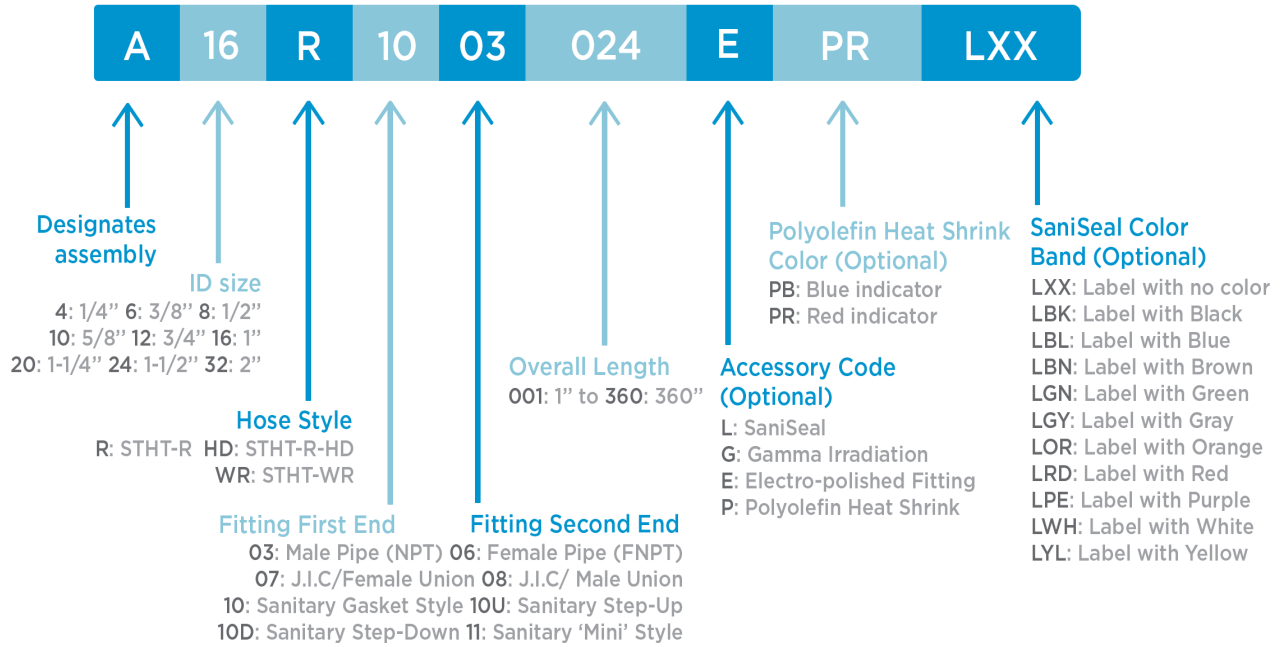 A 16 R 10 03 024 E PR LXX
Designates
assembly
ID size
4: 1/4” 6: 3/8” 8: 1/2”
10: 5/8” 12: 3/4” 16: 1”
20: 1-1/4” 24: 1-1/2” 32: 2”
Hose Style
R: STHT-R HD: STHT-R-HD
WR: STHT-WR
Fitting First End Fitting Second End
03: Male Pipe (NPT) 06: Female Pipe (FNPT)
07: J.I.C/Female Union 08: J.I.C/ Male Union
10: Sanitary Gasket Style 10U: Sanitary Step-Up
10D: Sanitary Step-Down 11: Sanitary ‘Mini’ Style
Overall Length
001: 1” to 360: 360”
Accessory Code
(Optional)
L: SaniSeal
G: Gamma Irradiation
E: Electro-polished Fitting
P: Polyolefin Heat Shrink
Polyolefin Heat Shrink
Color (Optional)
PB: Blue indicator
PR: Red indicator
SaniSeal Color
Band (Optional)
LXX: Label with no color
LBK: Label with Black
LBL: Label with Blue
LBN: Label with Brown
LGN: Label with Green
LGY: Label with Gray
LOR: Label with Orange
LRD: Label with Red
LPE: Label with Purple
LWH: Label with White
LYL: Label with Yellow